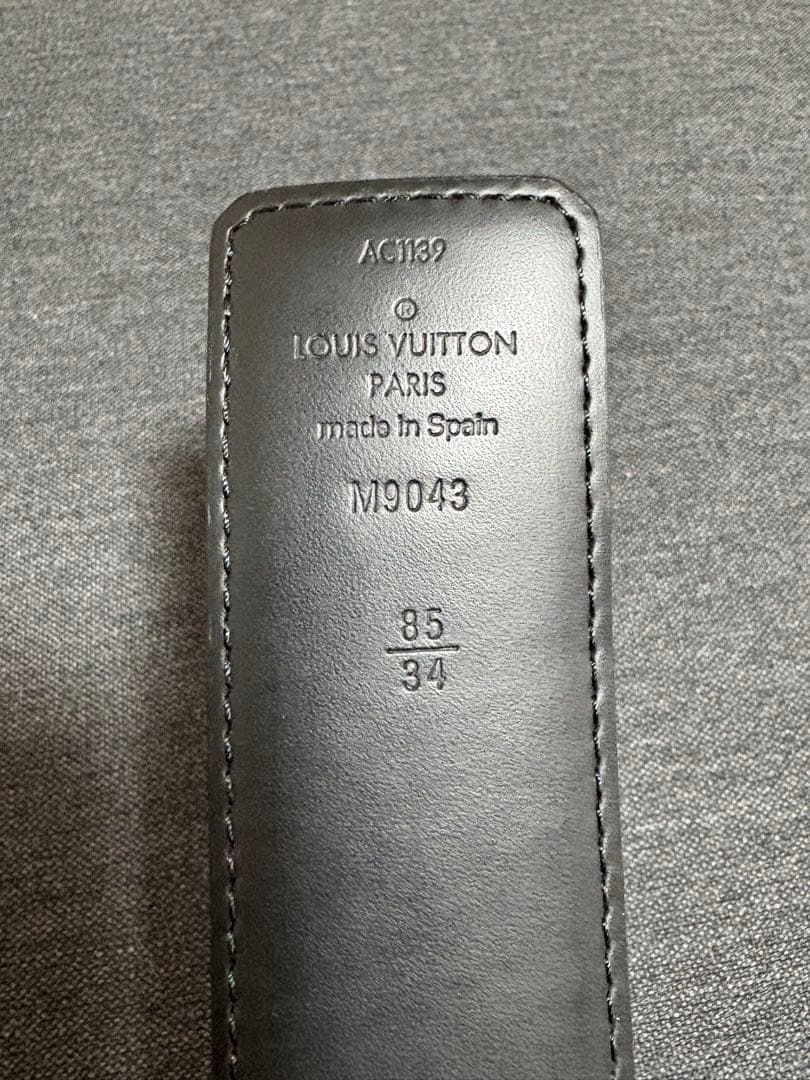 AC1139
®
LOUIS VUITTON
PARIS
made in Spain
M9043
85
34